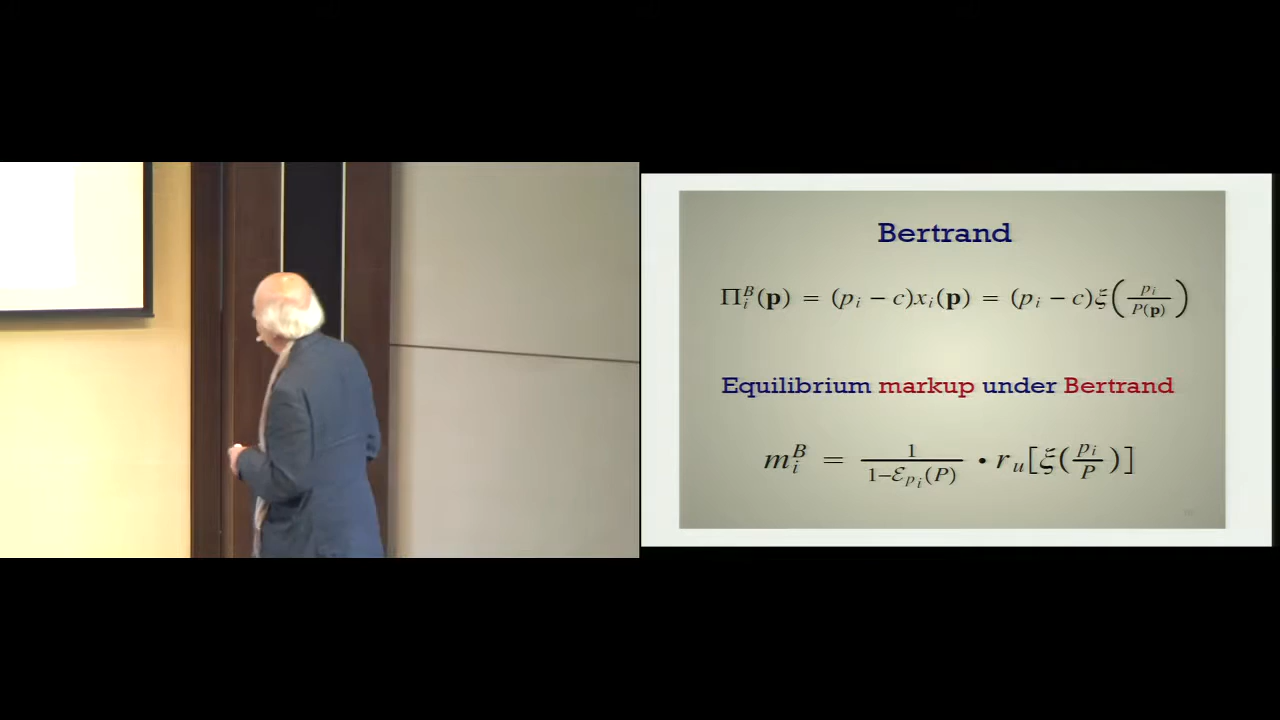 Bertrand
Π_i^B(𝐩) = (p_i − c)x_i(𝐩) = (p_i − c)ξ(p_i / P(𝐩))
Equilibrium markup under Bertrand
m_i^B = 1 / (1−ℰ_{p_i}(P)) • r_u[ξ(p_i / P)]